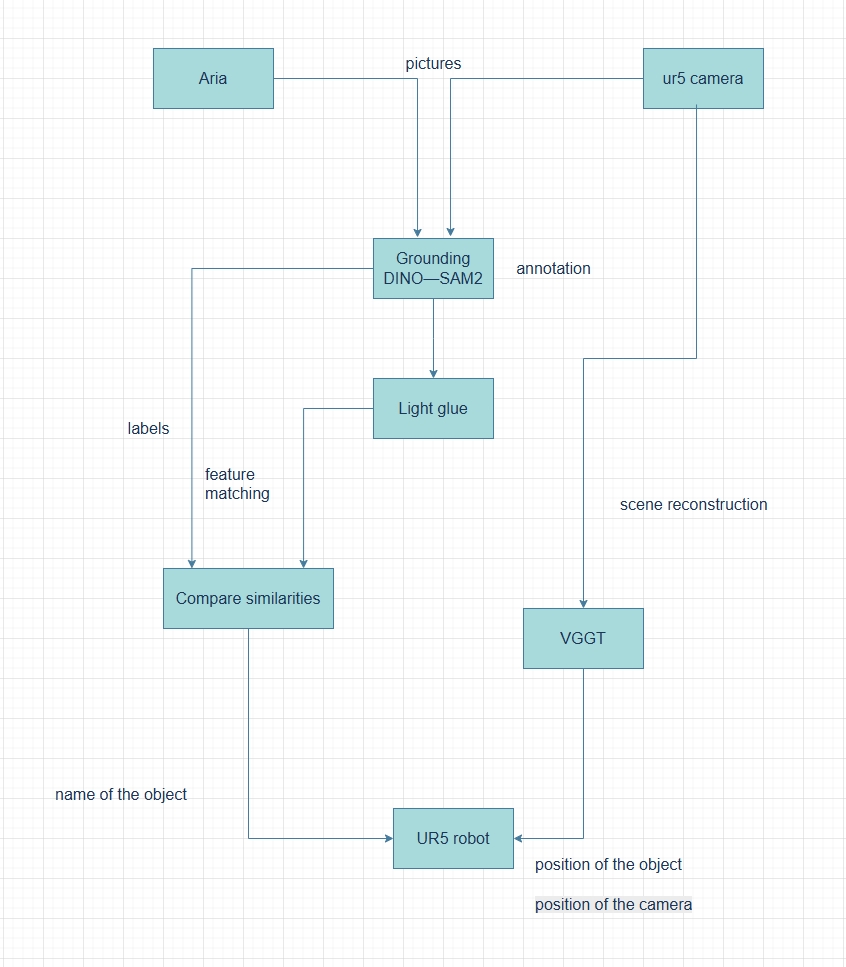 pictures
Aria
ur5 camera
Grounding
DINO—SAM2
annotation
Light glue
labels
feature
matching
scene reconstruction
Compare similarities
VGGT
name of the object
UR5 robot
position of the object
position of the camera